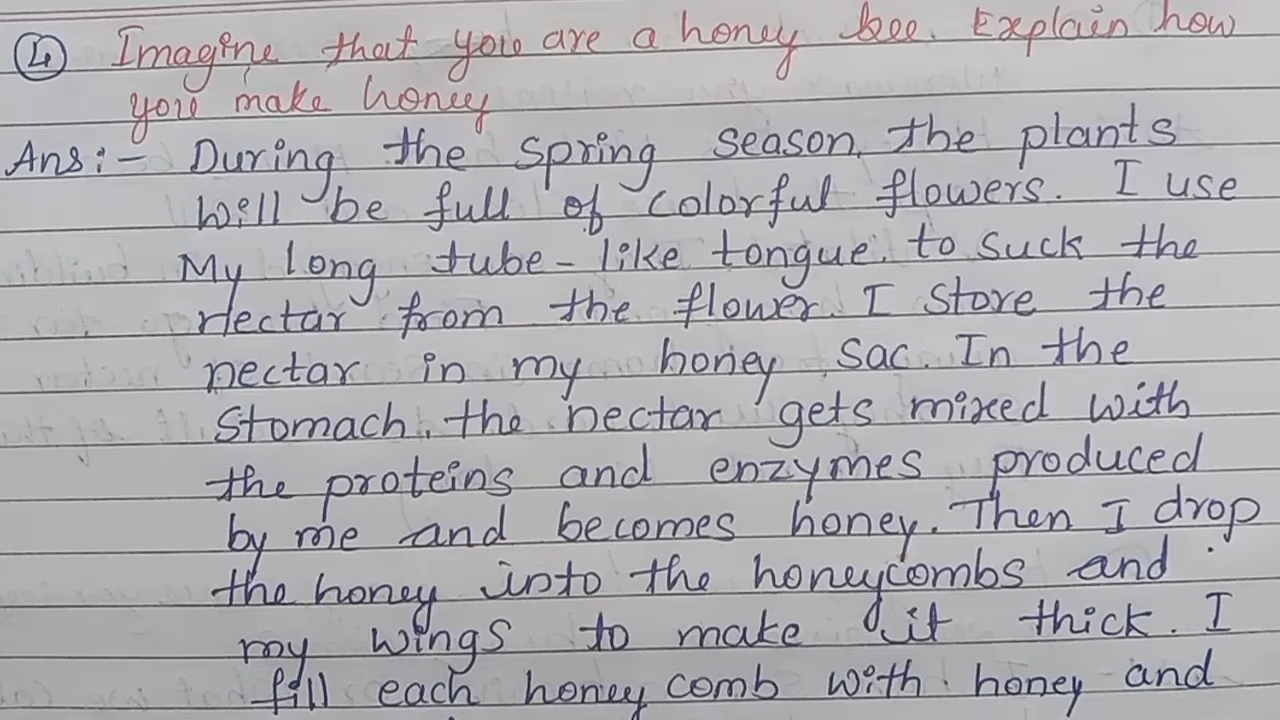 ④ Imagine that you are a honey bee. Explain how
you make honey
Ans:- During the spring season, the plants
will be full of colorful flowers. I use
My long tube-like tongue to suck the
nectar from the flower. I store the
nectar in my honey sac. In the
stomach, the nectar gets mixed with
the proteins and enzymes produced
by me and becomes honey. Then I drop
the honey into the honeycombs and
my wings to make it thick. I
fill each honey comb with honey and